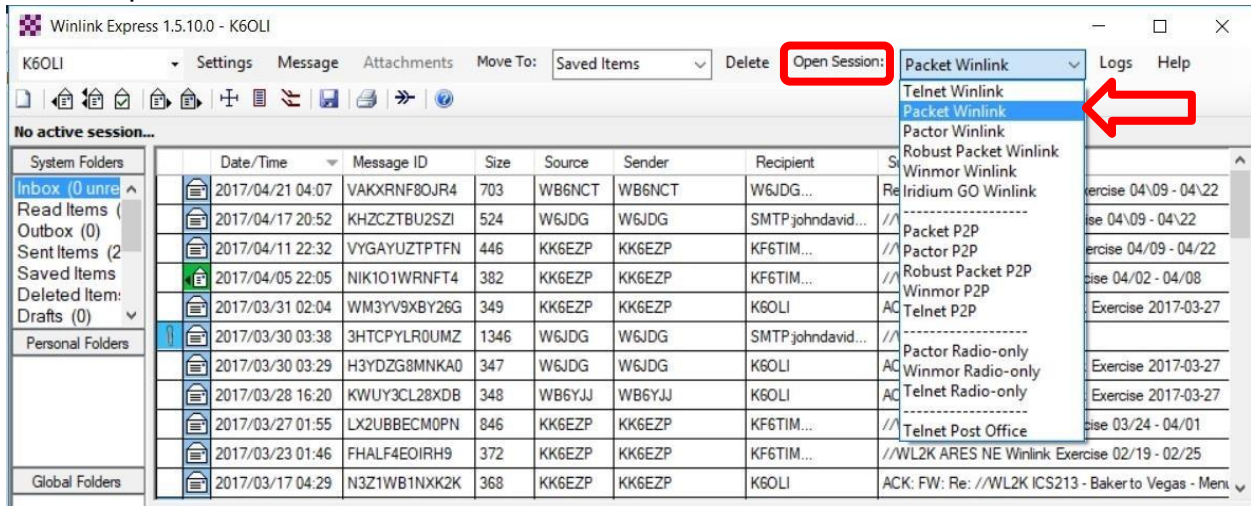 Winlink Express 1.5.10.0 - K6OLI
K6OLI Settings Message Attachments Move To: Saved Items Delete Open Session: Packet Winlink Logs Help
Telnet Winlink
Packet Winlink
Pactor Winlink
Robust Packet Winlink
Winmor Winlink
Iridium GO Winlink
-------------------
Packet P2P
Pactor P2P
Robust Packet P2P
Winmor P2P
Telnet P2P
-------------------
Pactor Radio-only
Winmor Radio-only
Telnet Radio-only
-------------------
Telnet Post Office
No active session...
System Folders
Inbox (0 unre
Read Items (
Outbox (0)
Sent Items (2
Saved Items
Deleted Item
Drafts (0)
Personal Folders
Global Folders
Date/Time Message ID Size Source Sender Recipient
2017/04/21 04:07 VAKXRNF8OJR4 703 WB6NCT WB6NCT W6JDG... Re ercise 04\09 - 04\22
2017/04/17 20:52 KHZCZTBU2SZI 524 W6JDG W6JDG SMTP:johndavid... //\ ise 04\09 - 04\22
2017/04/11 22:32 VYGAYUZTPTFN 446 KK6EZP KK6EZP KF6TIM... //\ ercise 04/09 - 04/22
2017/04/05 22:05 NIK1O1WRNFT4 382 KK6EZP KK6EZP KF6TIM... //\ cise 04/02 - 04/08
2017/03/31 02:04 WM3YV9XBY26G 349 KK6EZP KK6EZP K6OLI AC Exercise 2017-03-27
2017/03/30 03:38 3HTCPYLR0UMZ 1346 W6JDG W6JDG SMTP:johndavid... //\
2017/03/30 03:29 H3YDZG8MNKA0 347 W6JDG W6JDG K6OLI AC Exercise 2017-03-27
2017/03/28 16:20 KWUY3CL28XDB 348 WB6YJJ WB6YJJ K6OLI AC Exercise 2017-03-27
2017/03/27 01:55 LX2UBBECM0PN 846 KK6EZP KK6EZP KF6TIM... //\ cise 03/24 - 04/01
2017/03/23 01:46 FHALF4EOIRH9 372 KK6EZP KK6EZP KF6TIM... //WL2K ARES NE Winlink Exercise 02/19 - 02/25
2017/03/17 04:29 N3Z1WB1NXK2K 368 KK6EZP KK6EZP K6OLI ACK: FW: Re: //WL2K ICS213 - Baker to Vegas - Menu